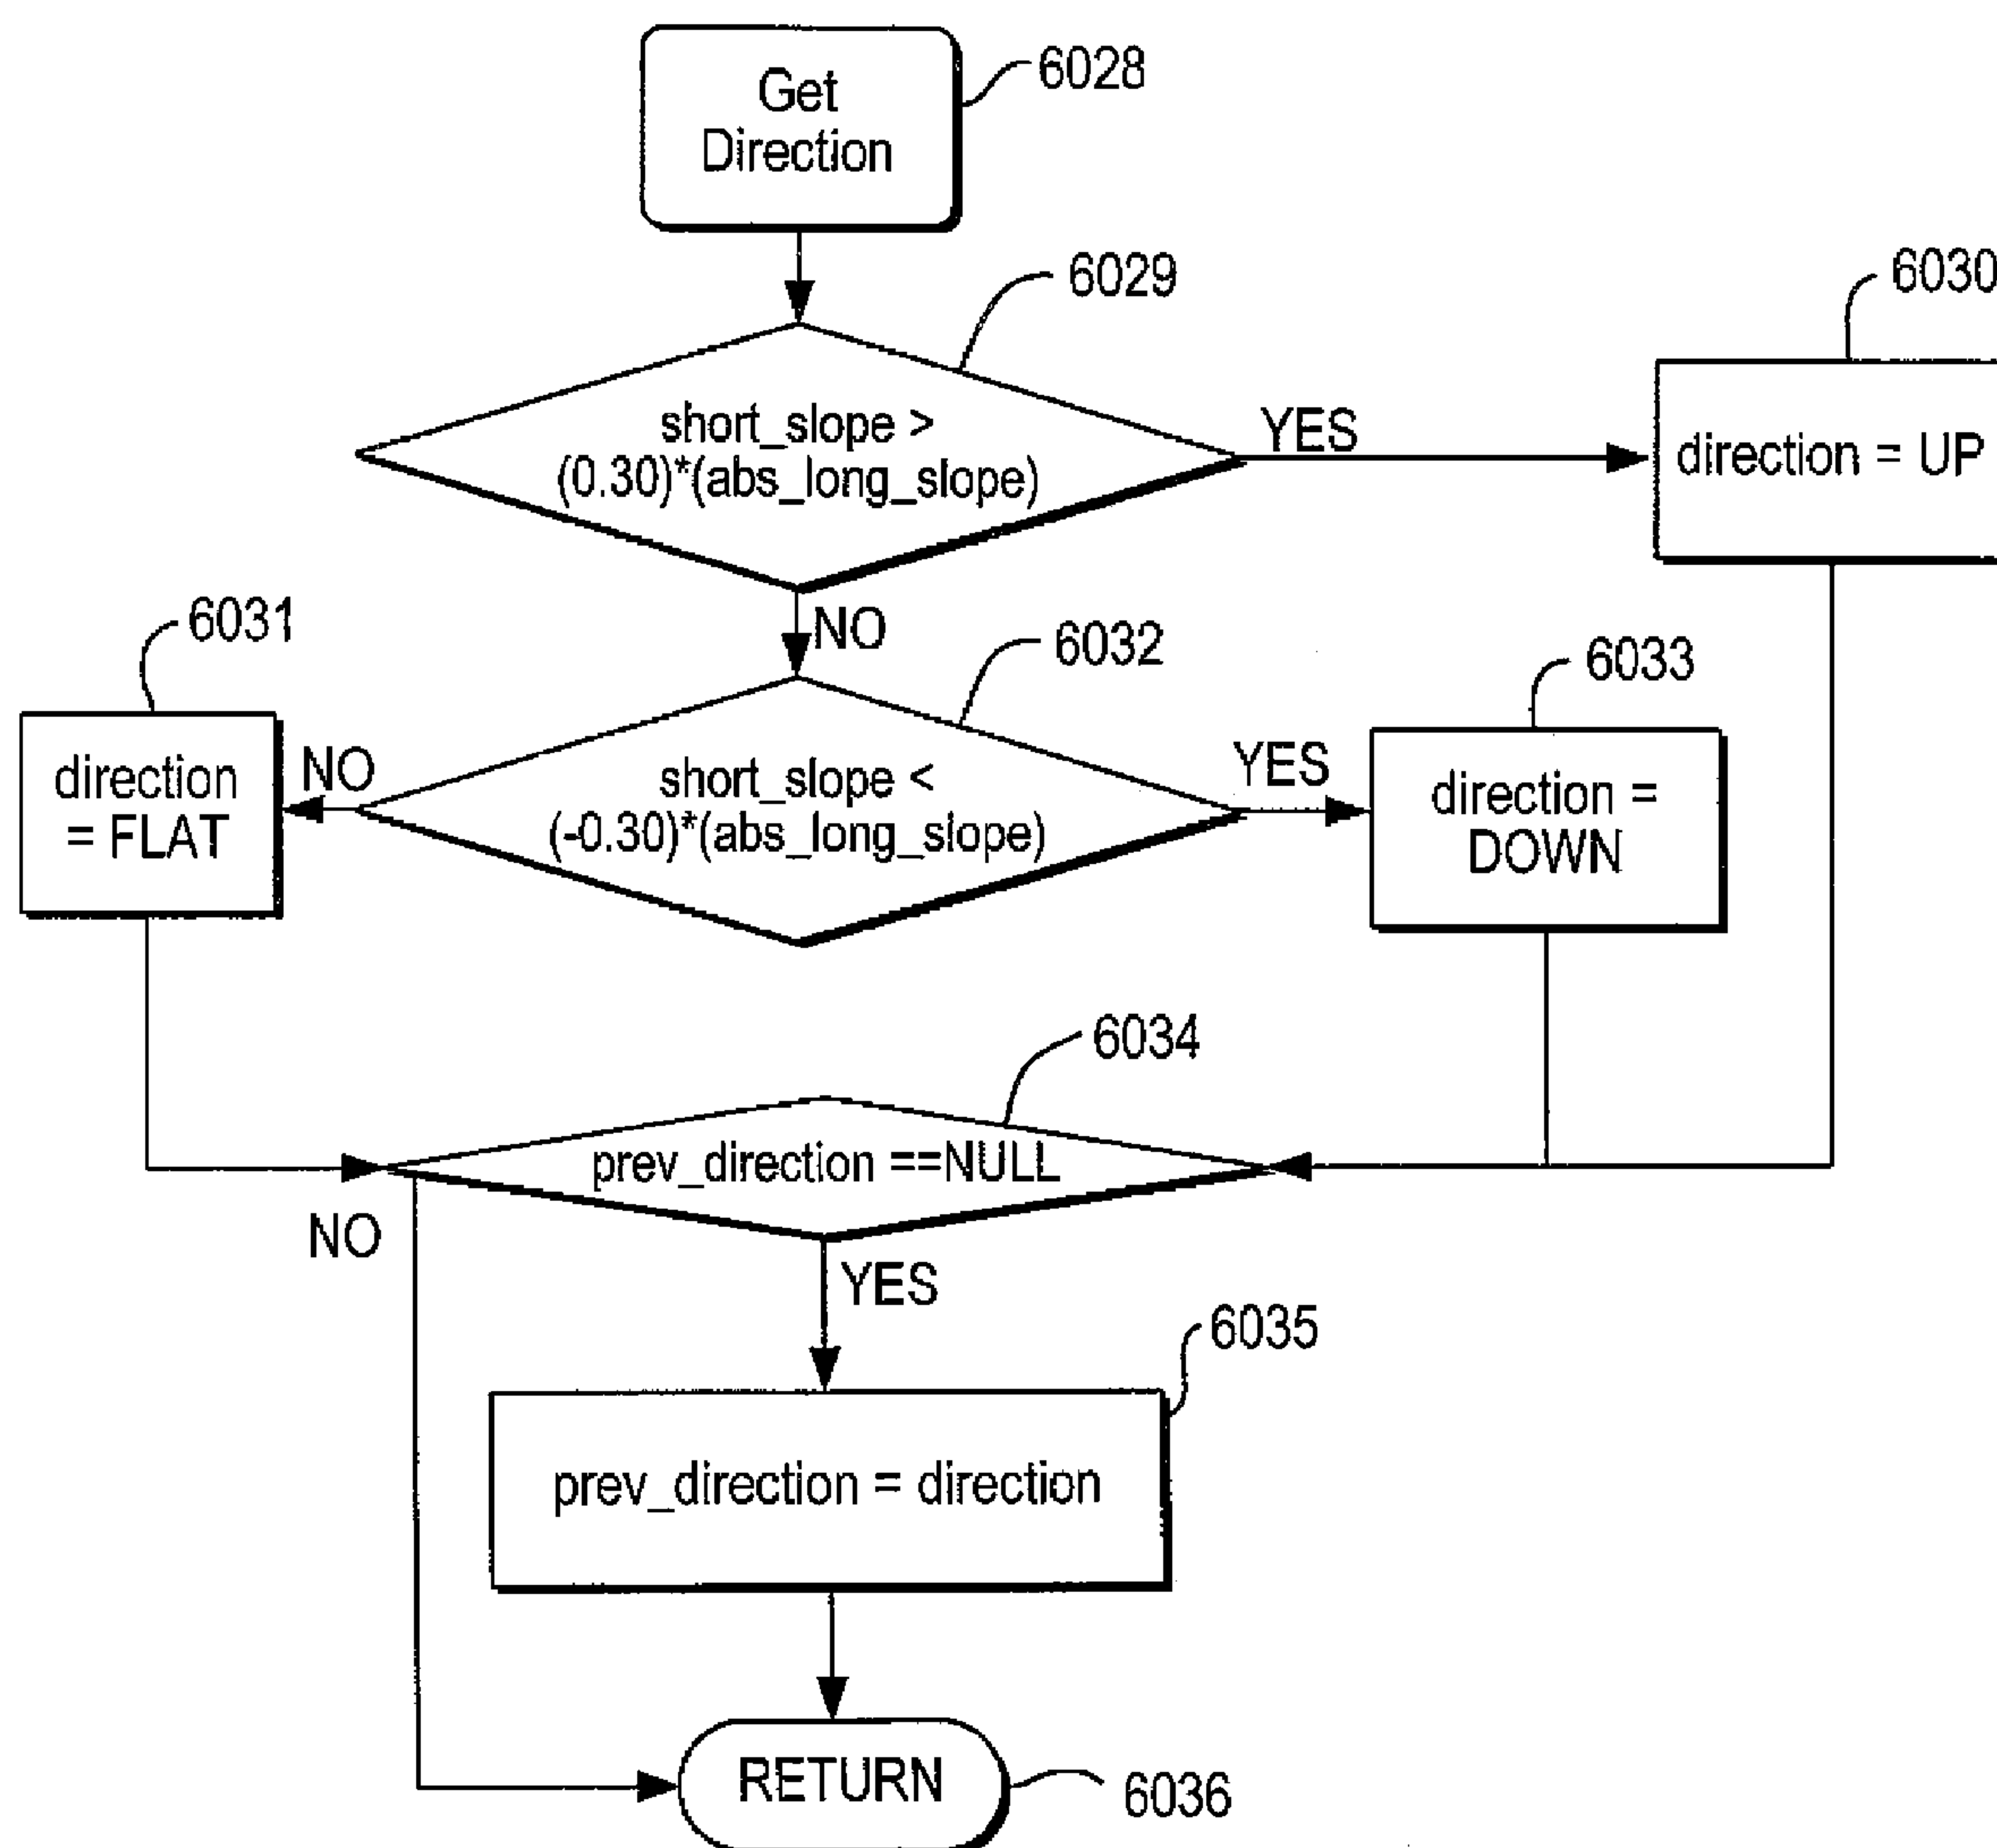 Get
Direction
6028
6029
6030
short_slope >
(0.30)*(abs_long_slope)
YES
direction = UP
NO
6031
6032
6033
direction
= FLAT
NO
short_slope <
(-0.30)*(abs_long_slope)
YES
direction =
DOWN
6034
prev_direction ==NULL
NO
YES
6035
prev_direction = direction
RETURN
6036